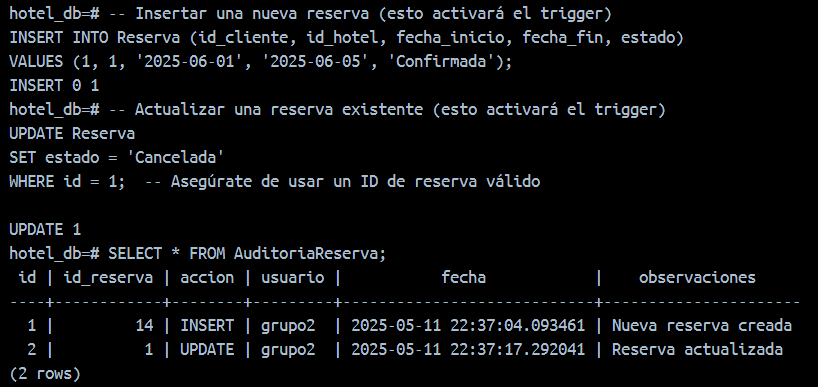 hotel_db=# -- Insertar una nueva reserva (esto activará el trigger)
INSERT INTO Reserva (id_cliente, id_hotel, fecha_inicio, fecha_fin, estado)
VALUES (1, 1, '2025-06-01', '2025-06-05', 'Confirmada');
INSERT 0 1
hotel_db=# -- Actualizar una reserva existente (esto activará el trigger)
UPDATE Reserva
SET estado = 'Cancelada'
WHERE id = 1;  -- Asegúrate de usar un ID de reserva válido

UPDATE 1
hotel_db=# SELECT * FROM AuditoriaReserva;
 id | id_reserva | accion | usuario |           fecha            |    observaciones
----+------------+--------+---------+----------------------------+----------------------
  1 |         14 | INSERT | grupo2  | 2025-05-11 22:37:04.093461 | Nueva reserva creada
  2 |          1 | UPDATE | grupo2  | 2025-05-11 22:37:17.292041 | Reserva actualizada
(2 rows)